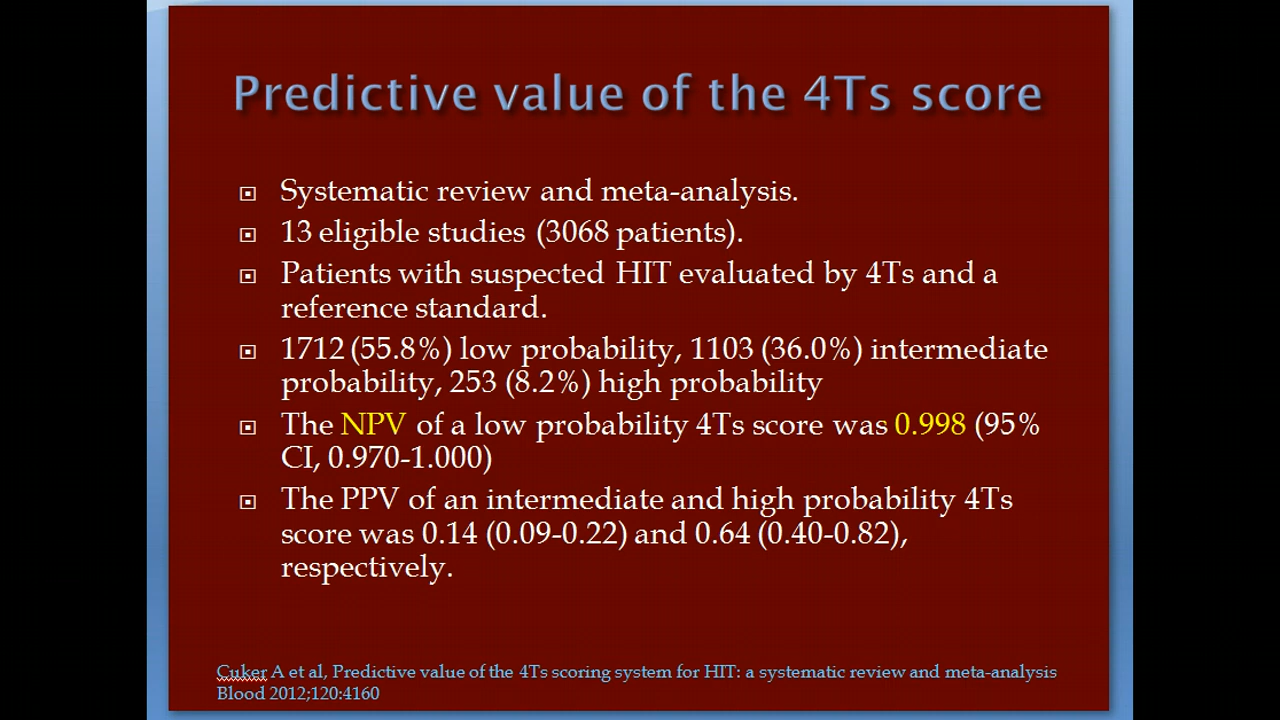 Predictive value of the 4Ts score
Systematic review and meta-analysis.
13 eligible studies (3068 patients).
Patients with suspected HIT evaluated by 4Ts and a
reference standard.
1712 (55.8%) low probability, 1103 (36.0%) intermediate
probability, 253 (8.2%) high probability
The NPV of a low probability 4Ts score was 0.998 (95%
CI, 0.970-1.000)
The PPV of an intermediate and high probability 4Ts
score was 0.14 (0.09-0.22) and 0.64 (0.40-0.82),
respectively.
Cuker A et al, Predictive value of the 4Ts scoring system for HIT: a systematic review and meta-analysis
Blood 2012;120:4160